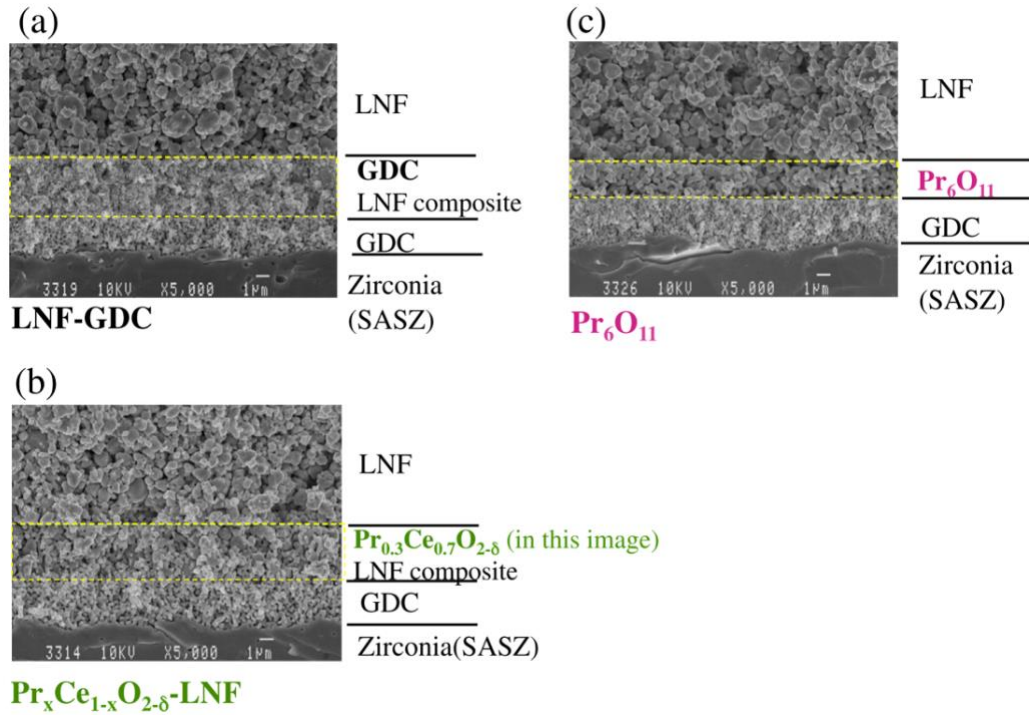 (a)
LNF
GDC
LNF composite
GDC
Zirconia
(SASZ)
3319 10KV X5,000 1μm
LNF-GDC
(c)
LNF
Pr₆O₁₁
GDC
Zirconia
(SASZ)
3326 10KV X5,000 1μm
Pr₆O₁₁
(b)
LNF
Pr₀.₃Ce₀.₇O₂₋δ (in this image)
LNF composite
GDC
Zirconia(SASZ)
3314 10KV X5,000 1μm
PrₓCe₁₋ₓO₂₋δ-LNF